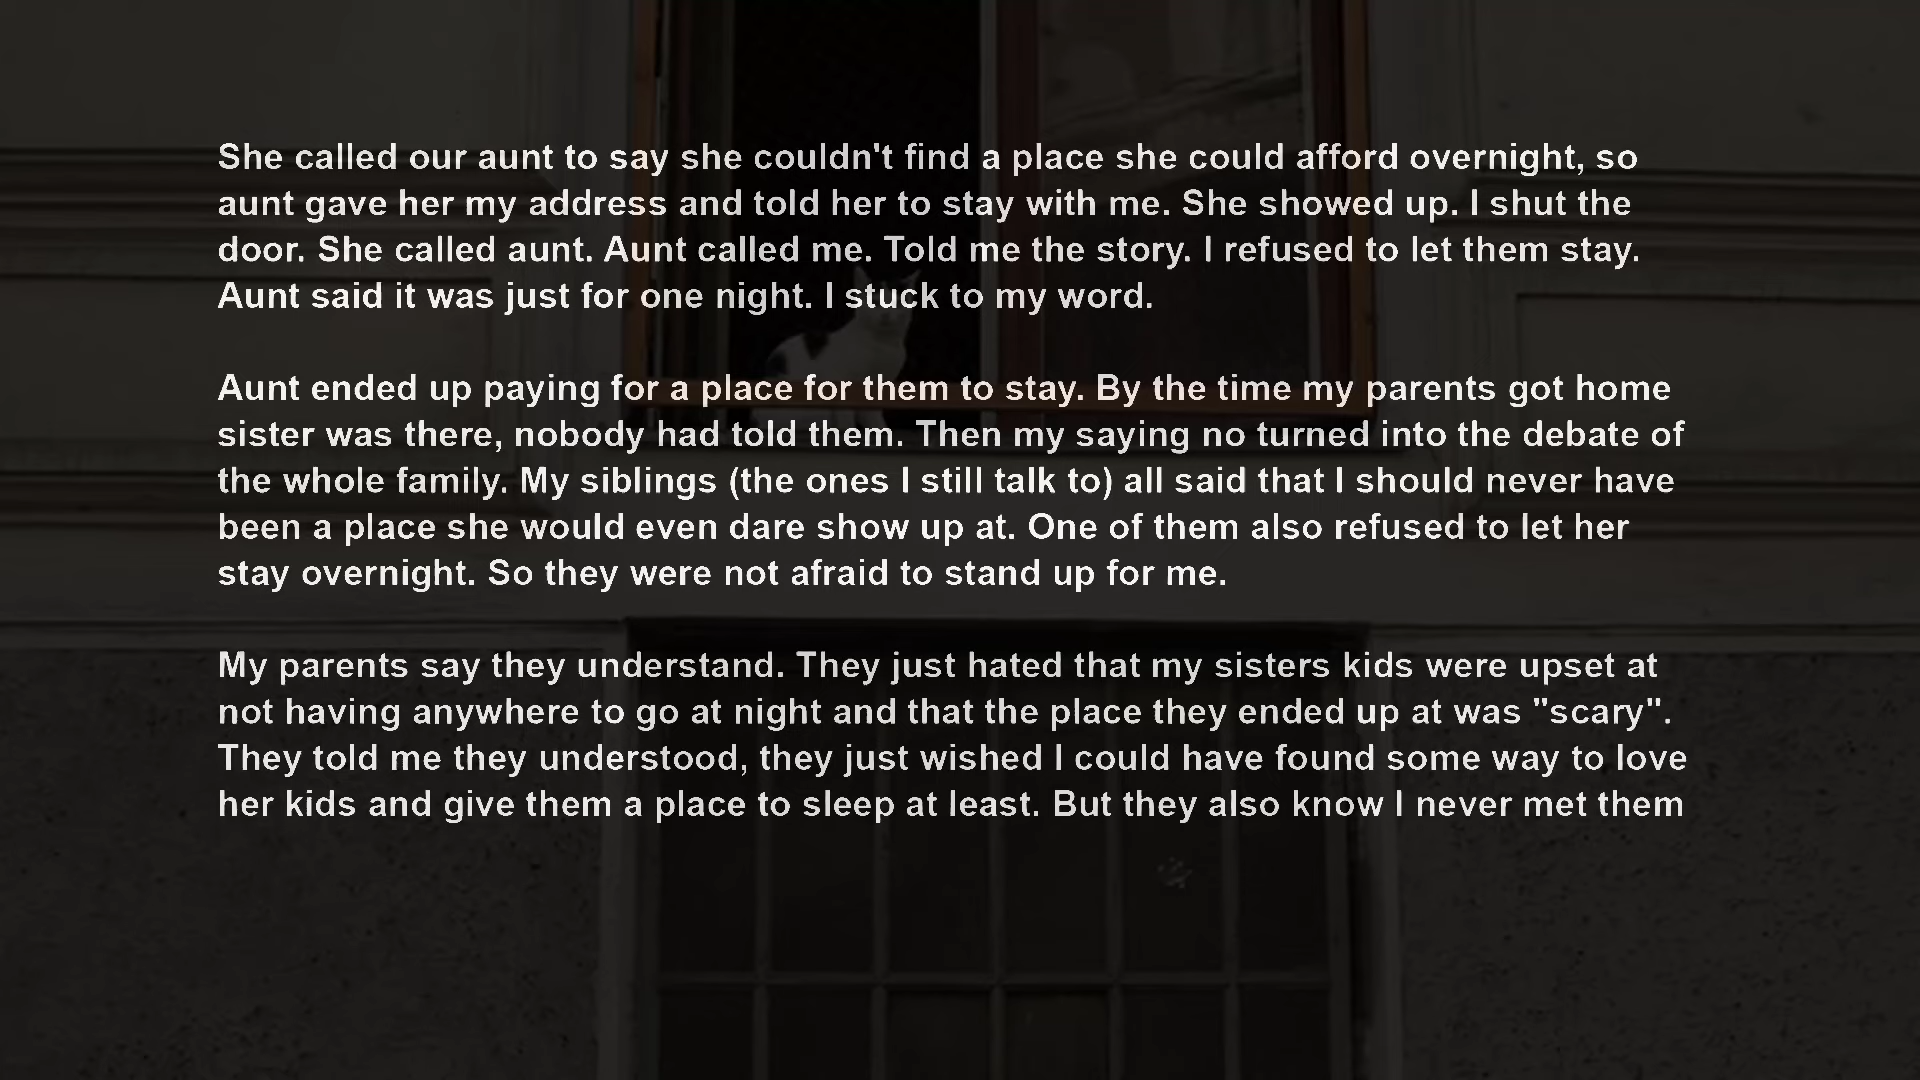 She called our aunt to say she couldn't find a place she could afford overnight, so
aunt gave her my address and told her to stay with me. She showed up. I shut the
door. She called aunt. Aunt called me. Told me the story. I refused to let them stay.
Aunt said it was just for one night. I stuck to my word.
Aunt ended up paying for a place for them to stay. By the time my parents got home
sister was there, nobody had told them. Then my saying no turned into the debate of
the whole family. My siblings (the ones I still talk to) all said that I should never have
been a place she would even dare show up at. One of them also refused to let her
stay overnight. So they were not afraid to stand up for me.
My parents say they understand. They just hated that my sisters kids were upset at
not having anywhere to go at night and that the place they ended up at was "scary".
They told me they understood, they just wished I could have found some way to love
her kids and give them a place to sleep at least. But they also know I never met them